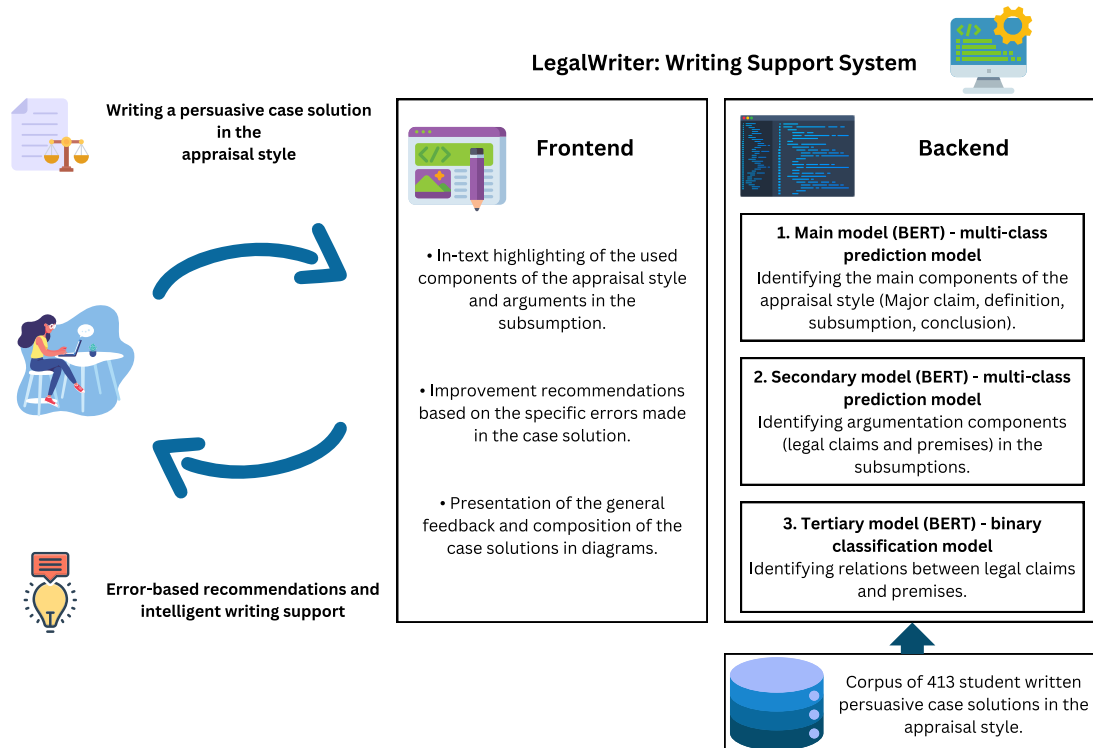 LegalWriter: Writing Support System
Writing a persuasive case solution
in the
appraisal style
Error-based recommendations and
intelligent writing support
Frontend
• In-text highlighting of the used
components of the appraisal style
and arguments in the
subsumption.
• Improvement recommendations
based on the specific errors made
in the case solution.
• Presentation of the general
feedback and composition of the
case solutions in diagrams.
Backend
1. Main model (BERT) - multi-class
prediction model
Identifying the main components of the
appraisal style (Major claim, definition,
subsumption, conclusion).
2. Secondary model (BERT) - multi-class
prediction model
Identifying argumentation components
(legal claims and premises) in the
subsumptions.
3. Tertiary model (BERT) - binary
classification model
Identifying relations between legal claims
and premises.
Corpus of 413 student written
persuasive case solutions in the
appraisal style.